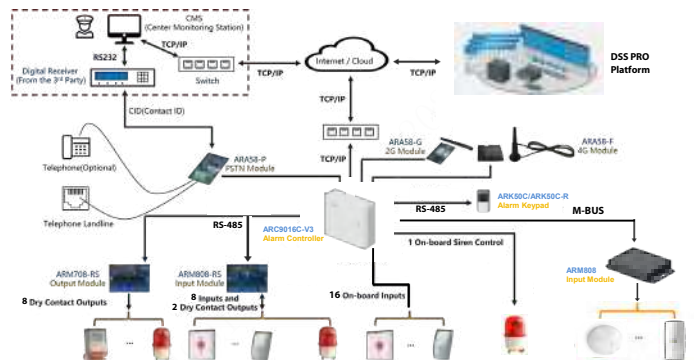 CMS
(Center Monitoring Station)
TCP/IP
RS232
Digital Receiver
(From the 3rd Party)
Switch
TCP/IP
Internet / Cloud
TCP/IP
DSS PRO
Platform
CID(Contact ID)
TCP/IP
Telephone(Optional)
ARA58-P
PSTN Module
TCP/IP
ARA58-G
2G Module
ARA58-F
4G Module
Telephone Landline
RS-485
ARC9016C-V3
Alarm Controller
RS-485
ARK50C/ARK50C-R
Alarm Keypad
M-BUS
1 On-board Siren Control
ARM708-RS
Output Module
ARM808-RS
Input Module
ARM808
Input Module
8 Dry Contact Outputs
8 Inputs and
2 Dry Contact Outputs
16 On-board Inputs
...
...
...
...